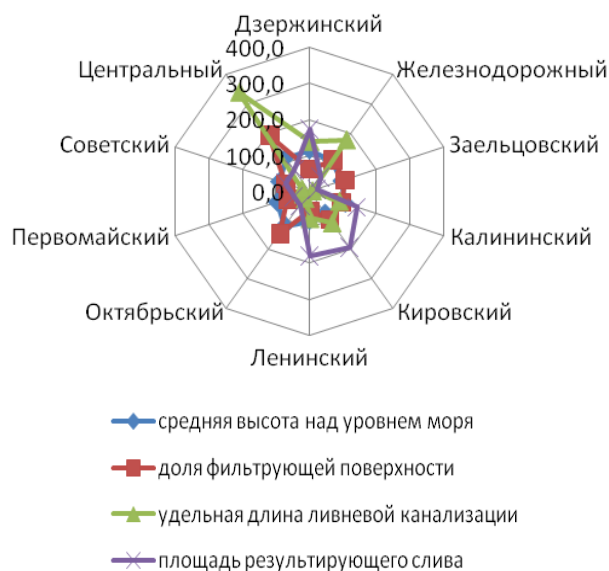 Дзержинский
400,0
Центральный
Железнодорожный
300,0
200,0
Советский
Заельцовский
100,0
0,0
Первомайский
Калининский
Октябрьский
Кировский
Ленинский
средняя высота над уровнем моря
доля фильтрующей поверхности
удельная длина ливневой канализации
площадь результирующего слива